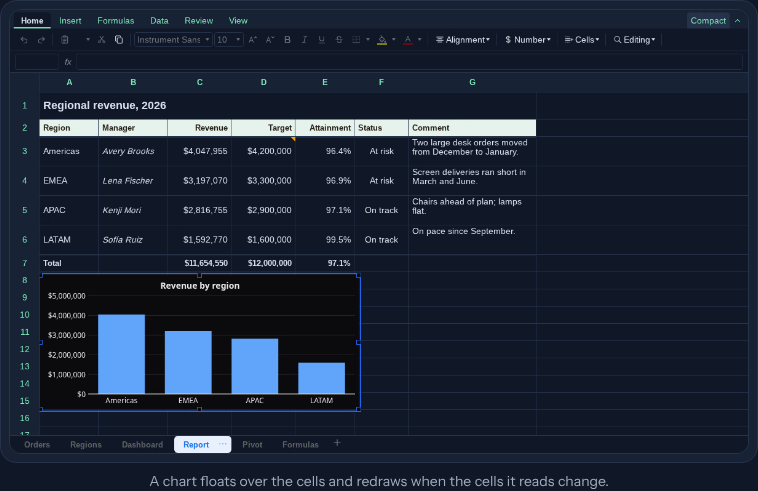 Home Insert Formulas Data Review View Compact
Instrument Sans 10 B I U S A Alignment $ Number Cells Editing
fx
A B C D E F G
1 Regional revenue, 2026
2 Region Manager Revenue Target Attainment Status Comment
3 Americas Avery Brooks $4,047,955 $4,200,000 96.4% At risk Two large desk orders moved
from December to January.
4 EMEA Lena Fischer $3,197,070 $3,300,000 96.9% At risk Screen deliveries ran short in
March and June.
5 APAC Kenji Mori $2,816,755 $2,900,000 97.1% On track Chairs ahead of plan; lamps
flat.
6 LATAM Sofía Ruiz $1,592,770 $1,600,000 99.5% On track On pace since September.
7 Total $11,654,550 $12,000,000 97.1%
8
9
10
11
12
13
14
15
16
17
Revenue by region
$5,000,000
$4,000,000
$3,000,000
$2,000,000
$1,000,000
$0
Americas EMEA APAC LATAM
Orders Regions Dashboard Report Pivot Formulas +
A chart floats over the cells and redraws when the cells it reads change.